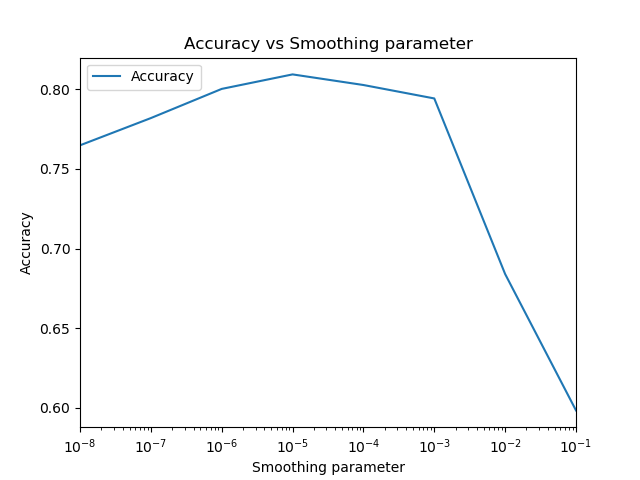 Accuracy vs Smoothing parameter
Accuracy
0.80
0.75
0.70
0.65
0.60
Accuracy
10⁻⁸ 10⁻⁷ 10⁻⁶ 10⁻⁵ 10⁻⁴ 10⁻³ 10⁻² 10⁻¹
Smoothing parameter